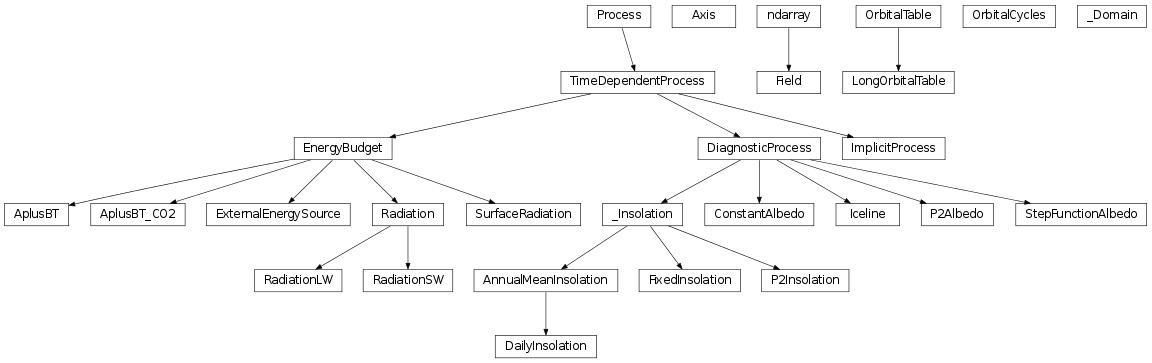 Process
Axis
ndarray
OrbitalTable
OrbitalCycles
_Domain
TimeDependentProcess
Field
LongOrbitalTable
EnergyBudget
DiagnosticProcess
ImplicitProcess
AplusBT
AplusBT_CO2
ExternalEnergySource
Radiation
SurfaceRadiation
_Insolation
ConstantAlbedo
Iceline
P2Albedo
StepFunctionAlbedo
RadiationLW
RadiationSW
AnnualMeanInsolation
FixedInsolation
P2Insolation
DailyInsolation